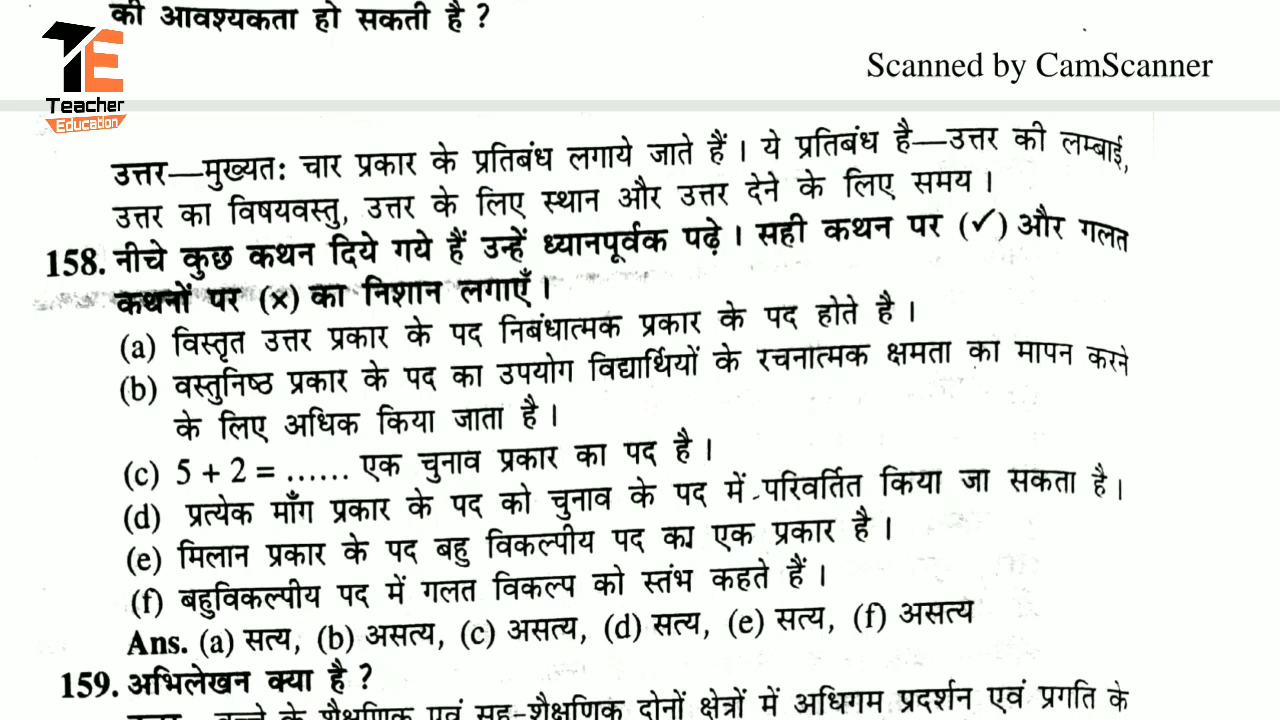 की आवश्यकता हो सकती है ?
Teacher
Education
Scanned by CamScanner
उत्तर—मुख्यतः चार प्रकार के प्रतिबंध लगाये जाते हैं । ये प्रतिबंध है—उत्तर की लम्बाई,
उत्तर का विषयवस्तु, उत्तर के लिए स्थान और उत्तर देने के लिए समय ।
158. नीचे कुछ कथन दिये गये हैं उन्हें ध्यानपूर्वक पढ़े । सही कथन पर (✓) और गलत
कथनों पर (×) का निशान लगाएँ ।
(a) विस्तृत उत्तर प्रकार के पद निबंधात्मक प्रकार के पद होते है ।
(b) वस्तुनिष्ठ प्रकार के पद का उपयोग विद्यार्थियों के रचनात्मक क्षमता का मापन करने
के लिए अधिक किया जाता है ।
(c) 5 + 2 = ...... एक चुनाव प्रकार का पद है ।
(d) प्रत्येक माँग प्रकार के पद को चुनाव के पद में परिवर्तित किया जा सकता है ।
(e) मिलान प्रकार के पद बहु विकल्पीय पद का एक प्रकार है ।
(f) बहुविकल्पीय पद में गलत विकल्प को स्तंभ कहते हैं ।
Ans. (a) सत्य, (b) असत्य, (c) असत्य, (d) सत्य, (e) सत्य, (f) असत्य
159. अभिलेखन क्या है ?
बच्चे के शैक्षणिक एवं सह-शैक्षणिक दोनों क्षेत्रों में अधिगम प्रदर्शन एवं प्रगति के